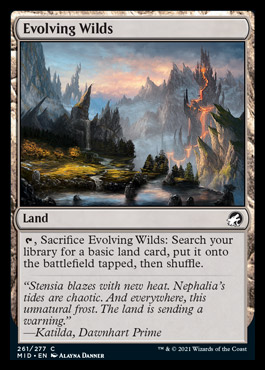 Evolving Wilds
Land
, Sacrifice Evolving Wilds: Search your
library for a basic land card, put it onto
the battlefield tapped, then shuffle.
“Stensia blazes with new heat. Nephalia’s
tides are chaotic. And everywhere, this
unnatural frost. The land is sending a
warning.”
—Katilda, Dawnhart Prime
261/277 C
MID • EN ALAYNA DANNER
™ & © 2021 Wizards of the Coast